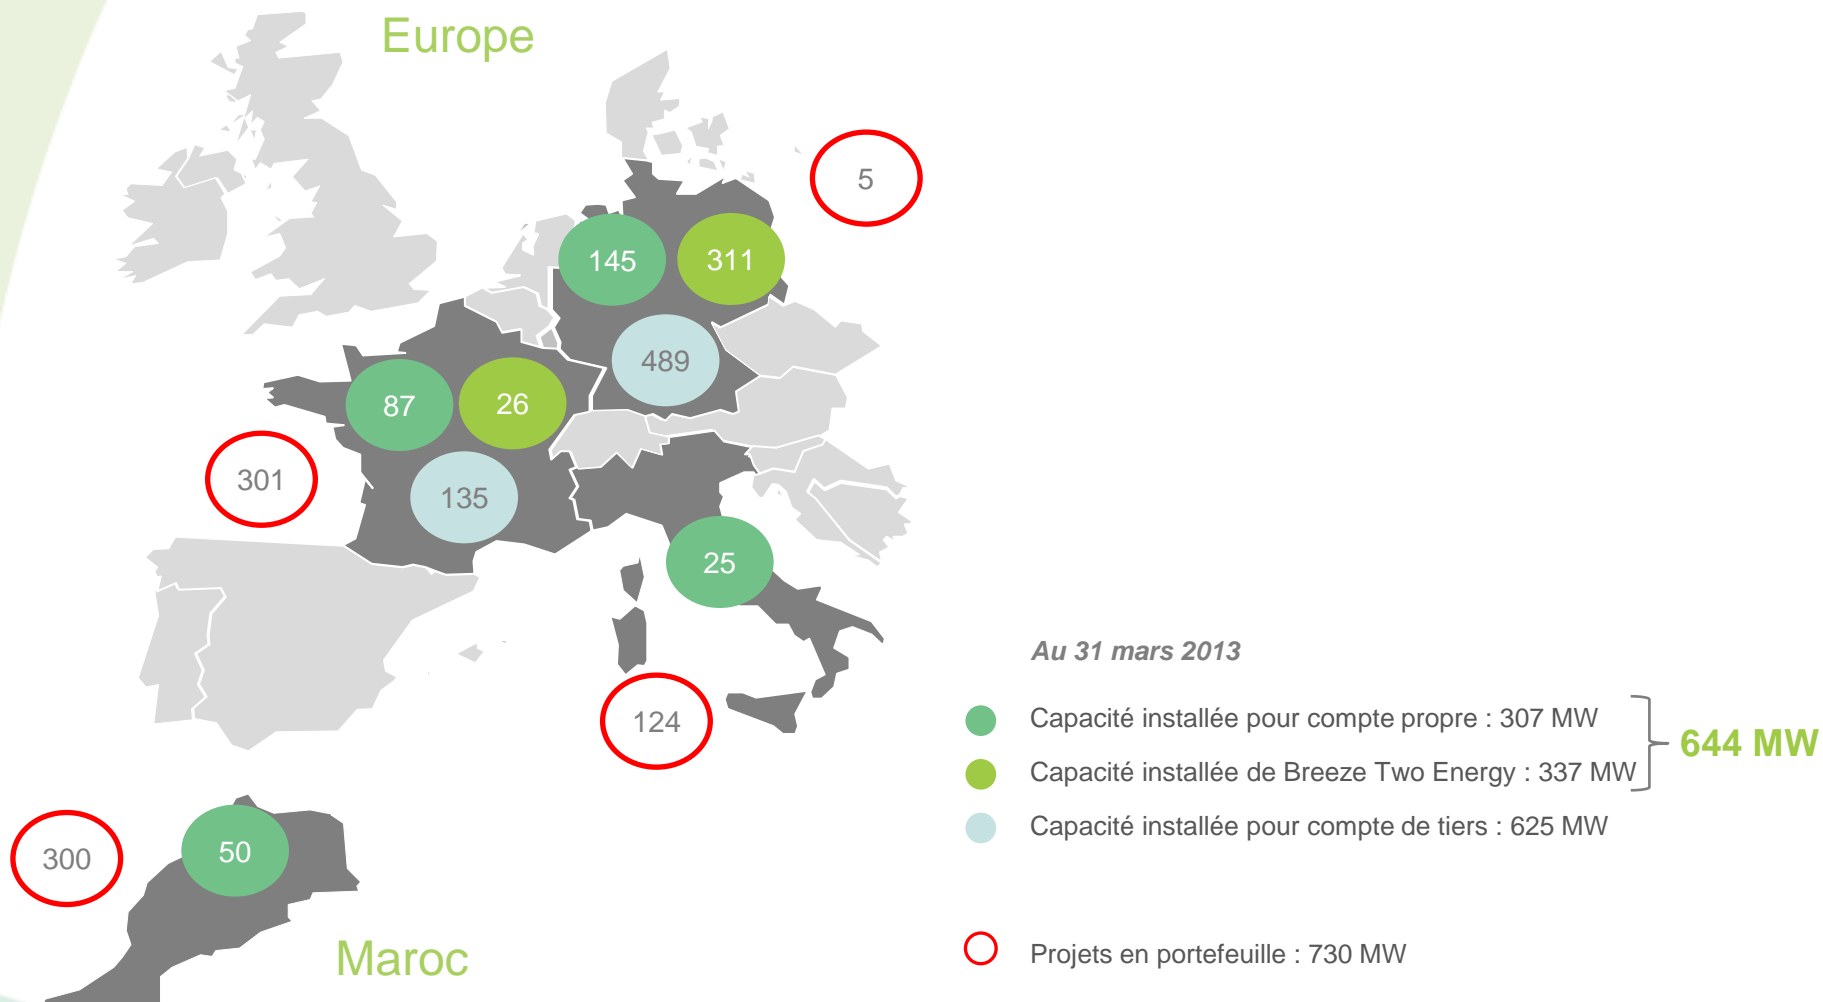 Europe
5
145
311
489
87
26
301
135
25
124
Au 31 mars 2013
Capacité installée pour compte propre : 307 MW
Capacité installée de Breeze Two Energy : 337 MW
644 MW
Capacité installée pour compte de tiers : 625 MW
300
50
Maroc
Projets en portefeuille : 730 MW